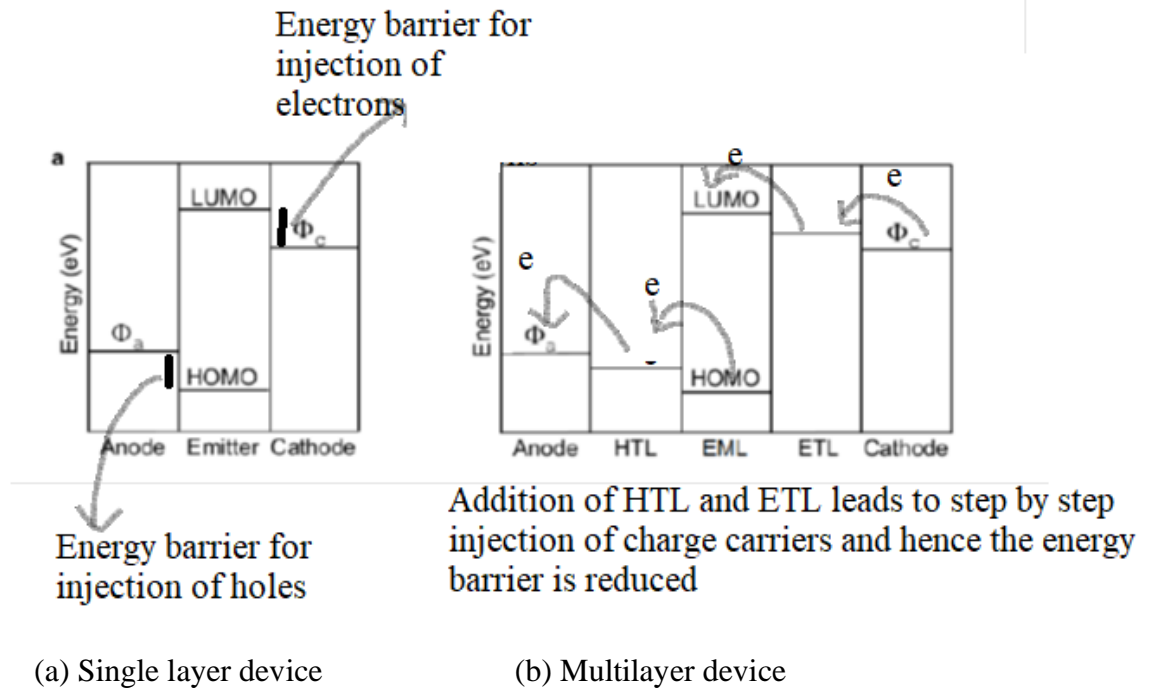 Energy barrier for
injection of
electrons
a
LUMO
Φc
Energy (eV)
Φa
HOMO
Anode Emitter Cathode
e
e
LUMO
Φc
e
e
Energy (eV)
Φa
HOMO
Anode HTL EML ETL Cathode
Addition of HTL and ETL leads to step by step
injection of charge carriers and hence the energy
barrier is reduced
Energy barrier for
injection of holes
(a) Single layer device (b) Multilayer device